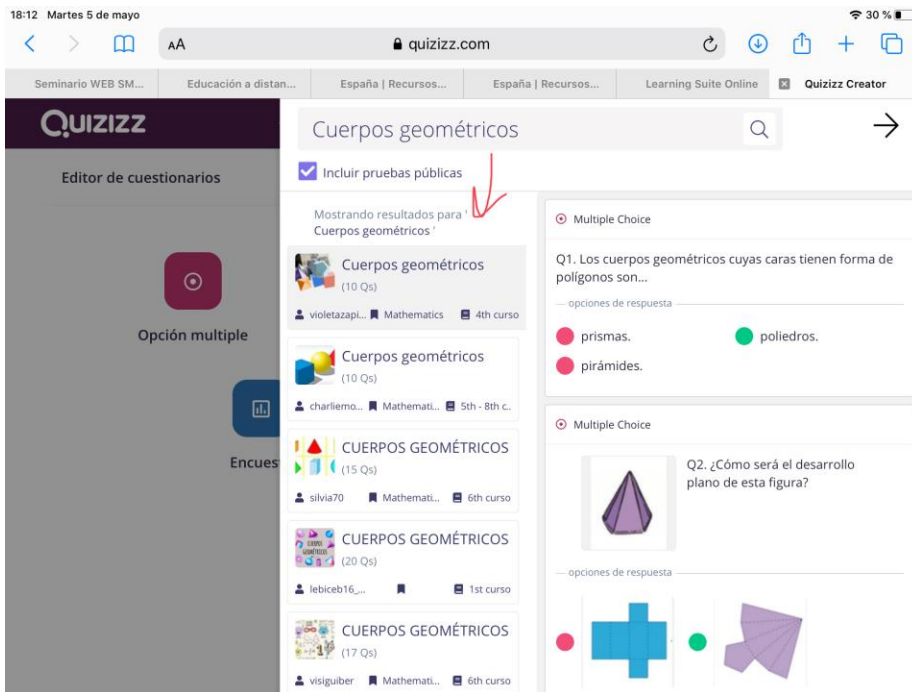 18:12 Martes 5 de mayo
30 %
AA
quizizz.com
Seminario WEB SM...
Educación a distan...
España | Recursos...
España | Recursos...
Learning Suite Online
Quizizz Creator
QUIZIZZ
Editor de cuestionarios
Opción multiple
Encues
Cuerpos geométricos
Incluir pruebas públicas
Mostrando resultados para '
Cuerpos geométricos '
Cuerpos geométricos
(10 Qs)
violetazapi... Mathematics 4th curso
Cuerpos geométricos
(10 Qs)
charliemo... Mathemati... 5th - 8th c..
CUERPOS GEOMÉTRICOS
(15 Qs)
silvia70 Mathemati... 6th curso
CUERPOS GEOMÉTRICOS
(20 Qs)
lebiceb16_... 1st curso
CUERPOS GEOMÉTRICOS
(17 Qs)
visiguiber Mathemati... 6th curso
Multiple Choice
Q1. Los cuerpos geométricos cuyas caras tienen forma de
polígonos son...
opciones de respuesta
prismas.
poliedros.
pirámides.
Multiple Choice
Q2. ¿Cómo será el desarrollo
plano de esta figura?
opciones de respuesta